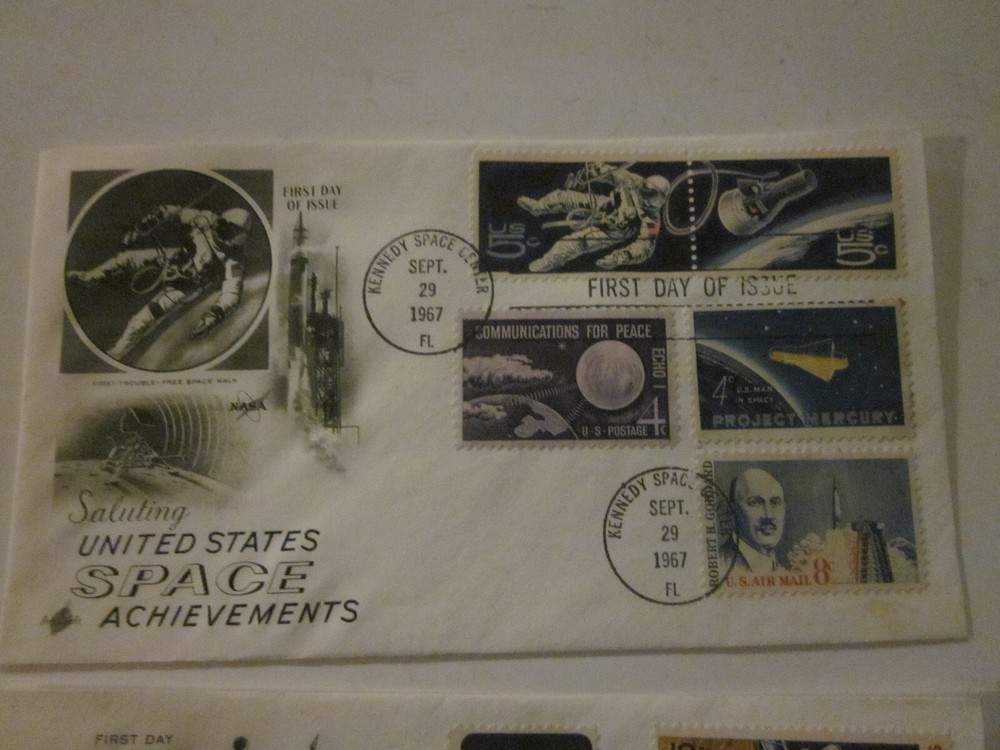 FIRST DAY
OF ISSUE
FIRST TROUBLE-FREE SPACE WALK
NASA
Saluting
UNITED STATES
SPACE
ACHIEVEMENTS
KENNEDY SPACE CENTER
SEPT.
29
1967
FL
5c US
US 5c
FIRST DAY OF ISSUE
COMMUNICATIONS FOR PEACE
ECHO I
U·S·POSTAGE 4c
4c U.S. MAN
IN SPACE
PROJECT MERCURY
KENNEDY SPAC
SEPT.
29
1967
FL
ROBERT H. GODDARD
U.S. AIR MAIL 8c
FIRST DAY